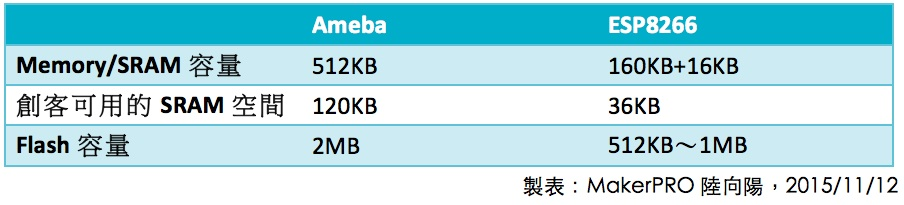 Ameba ESP8266
Memory/SRAM 容量 512KB 160KB+16KB
創客可用的 SRAM 空間 120KB 36KB
Flash 容量 2MB 512KB～1MB
製表：MakerPRO 陸向陽，2015/11/12